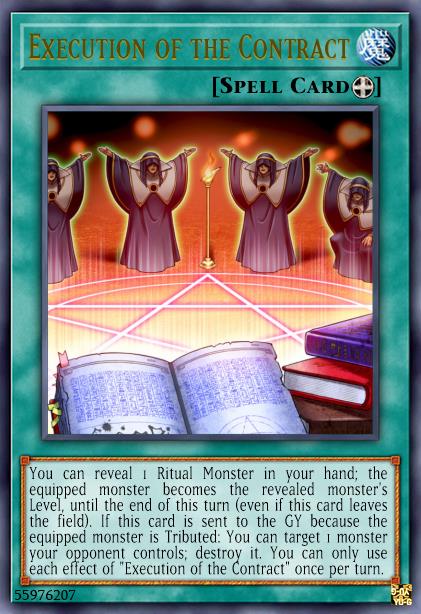 EXECUTION OF THE CONTRACT 魔
[SPELL CARD]
You can reveal 1 Ritual Monster in your hand; the
equipped monster becomes the revealed monster's
Level, until the end of this turn (even if this card leaves
the field). If this card is sent to the GY because the
equipped monster is Tributed: You can target 1 monster
your opponent controls; destroy it. You can only use
each effect of "Execution of the Contract" once per turn.
55976207